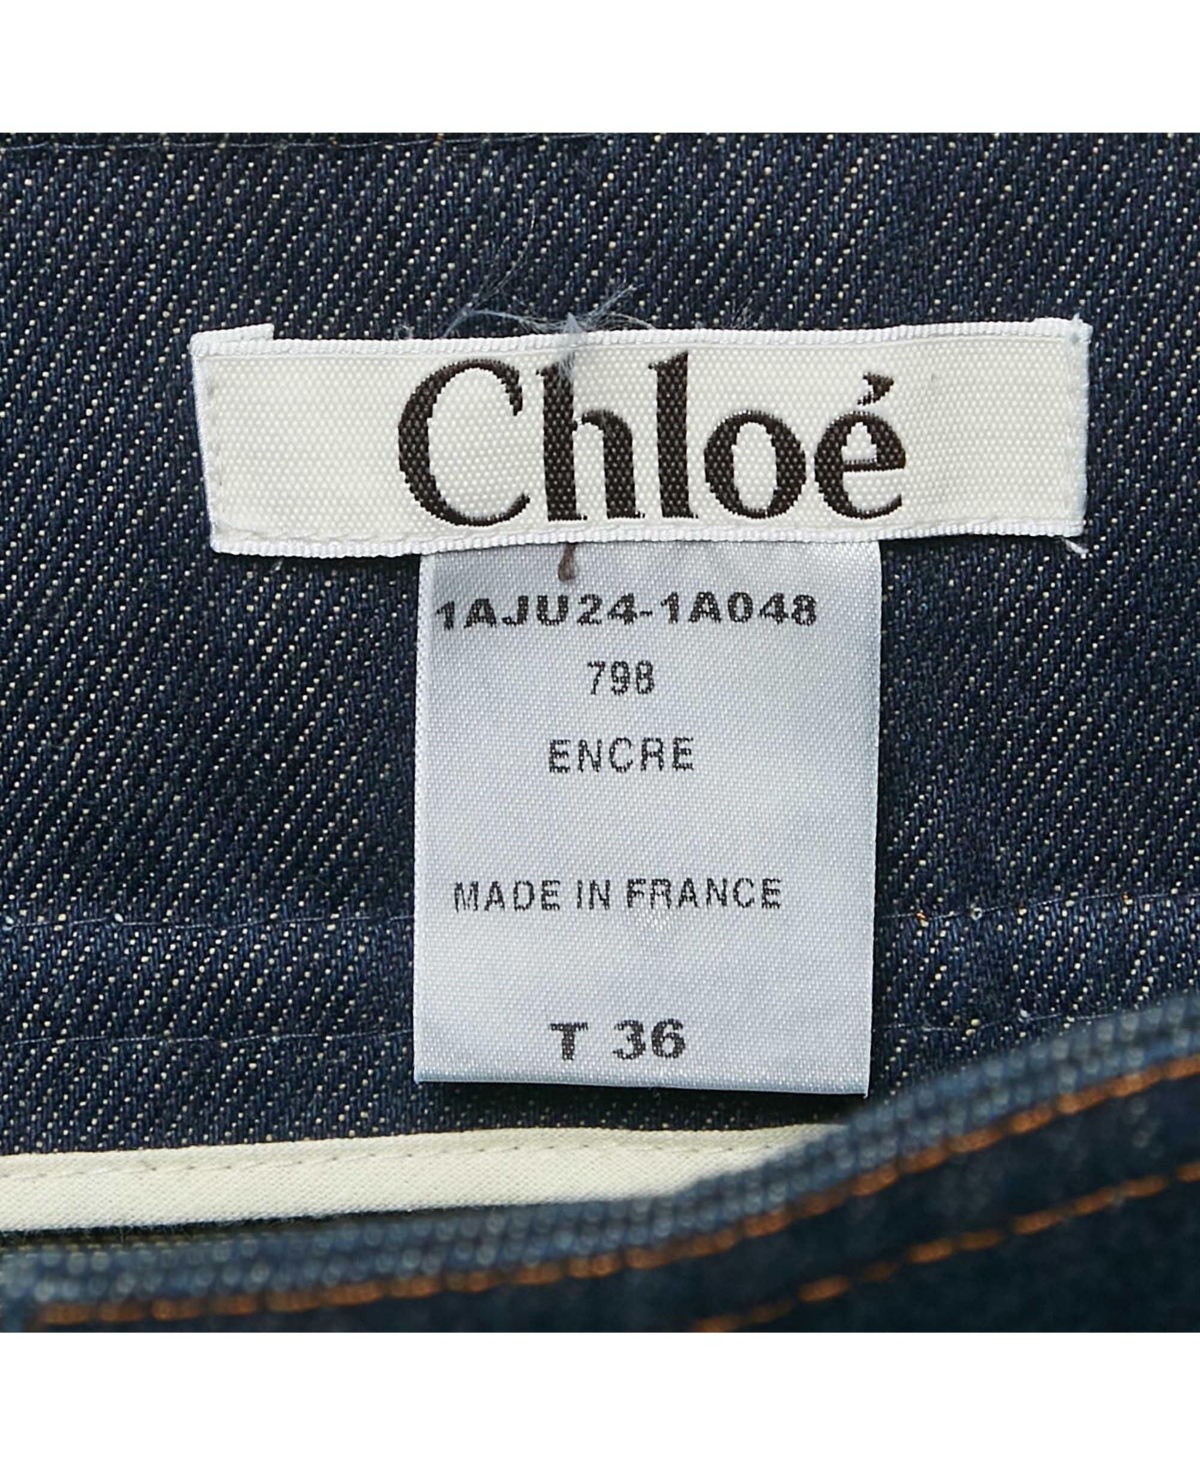 Chloé
1AJU24-1A048
798
ENCRE
MADE IN FRANCE
T 36